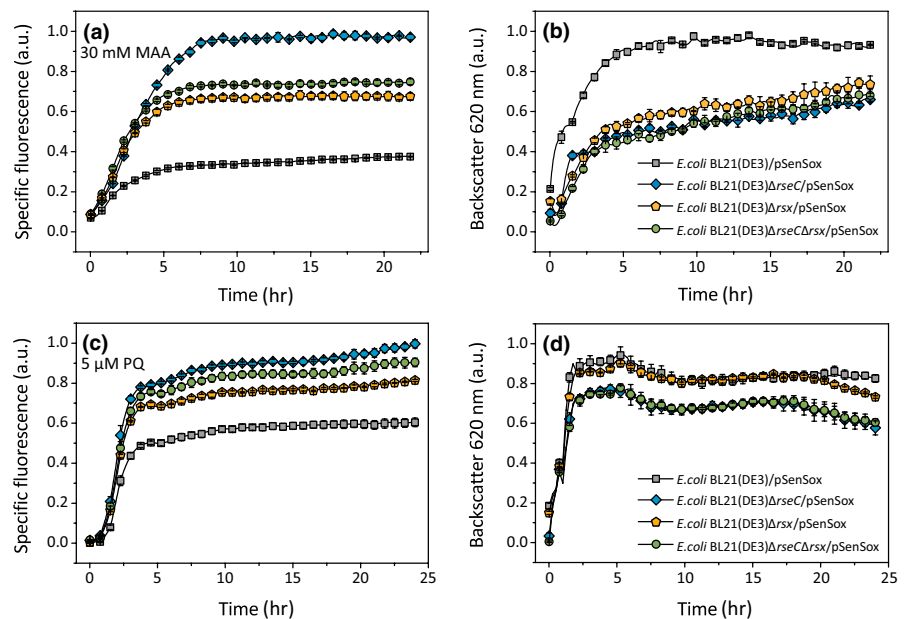 (a)
30 mM MAA
Specific fluorescence (a.u.)
1.0
0.8
0.6
0.4
0.2
0.0
0 5 10 15 20
Time (hr)
(b)
Backscatter 620 nm (a.u.)
1.0
0.8
0.6
0.4
0.2
0.0
E.coli BL21(DE3)/pSenSox
E.coli BL21(DE3)ΔrseC/pSenSox
E.coli BL21(DE3)Δrsx/pSenSox
E.coli BL21(DE3)ΔrseCΔrsx/pSenSox
0 5 10 15 20
Time (hr)
(c)
5 μM PQ
Specific fluorescence (a.u.)
1.0
0.8
0.6
0.4
0.2
0.0
0 5 10 15 20 25
Time (hr)
(d)
Backscatter 620 nm (a.u.)
1.0
0.8
0.6
0.4
0.2
0.0
E.coli BL21(DE3)/pSenSox
E.coli BL21(DE3)ΔrseC/pSenSox
E.coli BL21(DE3)Δrsx/pSenSox
E.coli BL21(DE3)ΔrseCΔrsx/pSenSox
0 5 10 15 20 25
Time (hr)